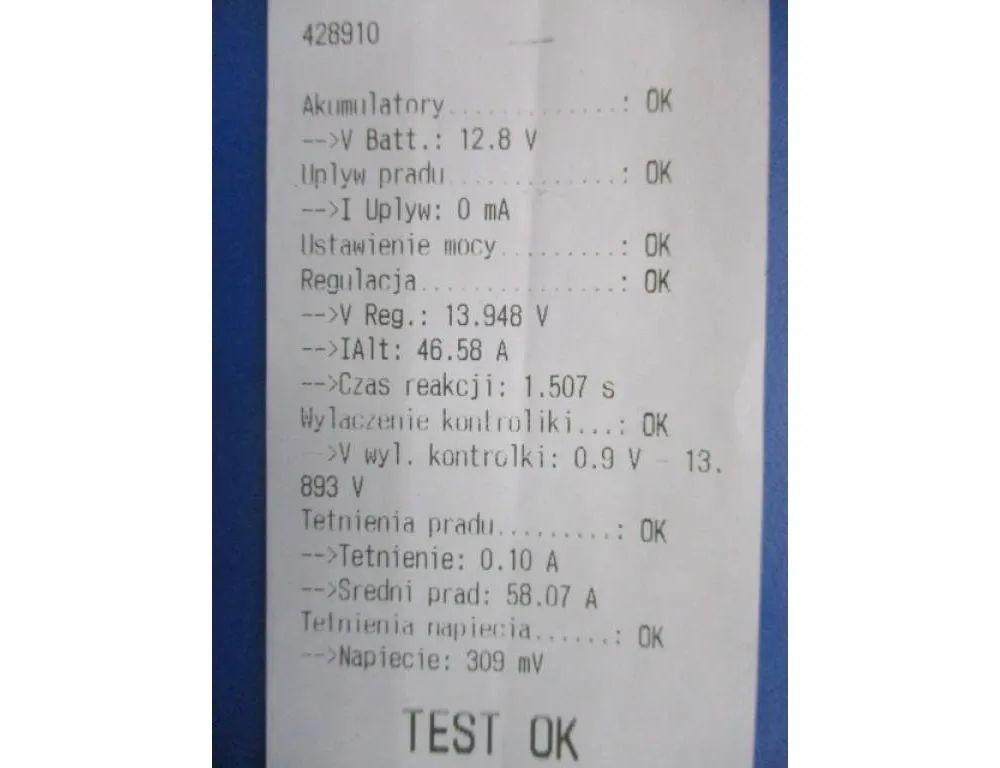 428910
Akumulatory.............: OK
-->V Batt.: 12.8 V
Uplyw pradu.............: OK
-->I Uplyw: 0 mA
Ustawienie mocy.........: OK
Regulacja...............: OK
-->V Reg.: 13.948 V
-->IAlt: 46.58 A
-->Czas reakcji: 1.507 s
Wylaczenie kontroliki...: OK
-->V wyl. kontrolki: 0.9 V - 13.
893 V
Tetnienia pradu.........: OK
-->Tetnienie: 0.10 A
-->Sredni prad: 58.07 A
Tetnienia napiecia......: OK
-->Napiecie: 309 mV
TEST OK